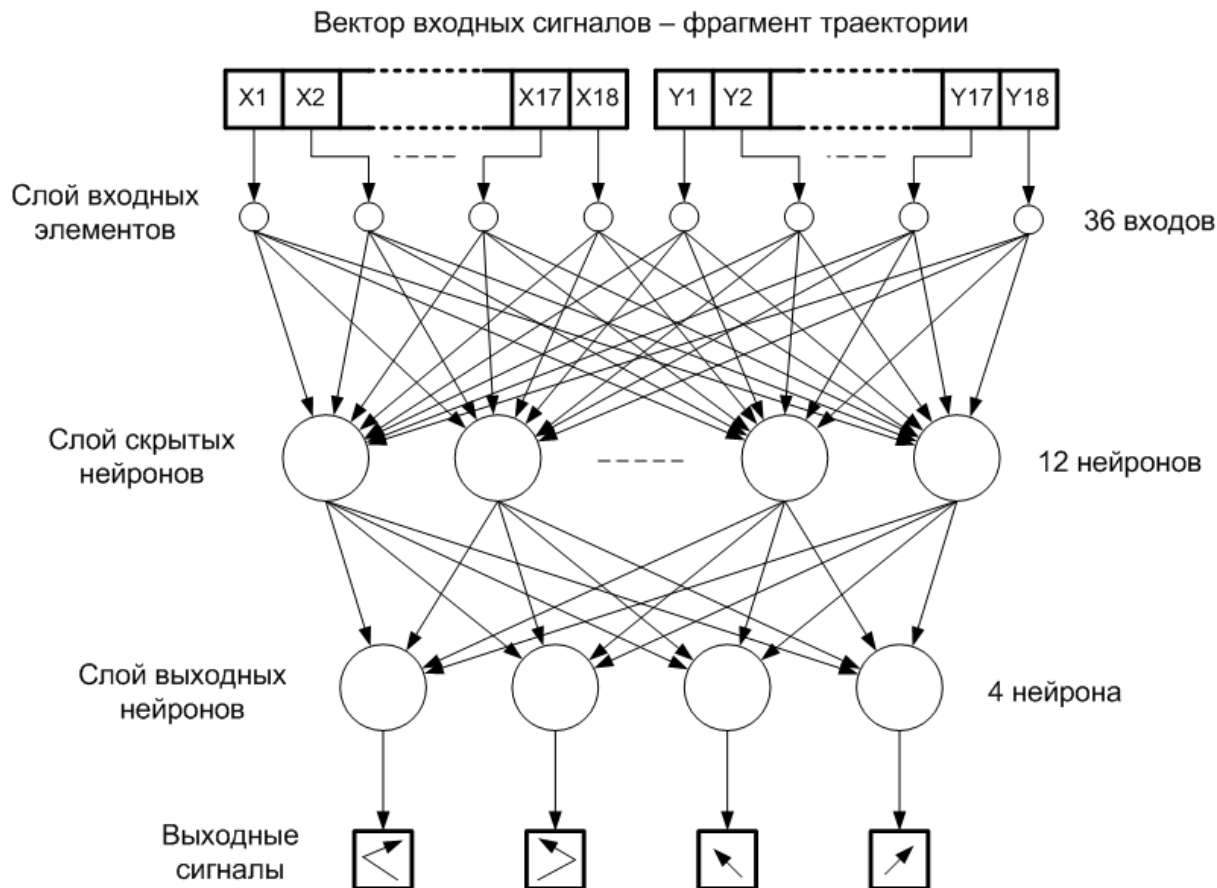 Вектор входных сигналов – фрагмент траектории
X1 X2 X17 X18 Y1 Y2 Y17 Y18
Слой входных
элементов
36 входов
Слой скрытых
нейронов
12 нейронов
Слой выходных
нейронов
4 нейрона
Выходные
сигналы